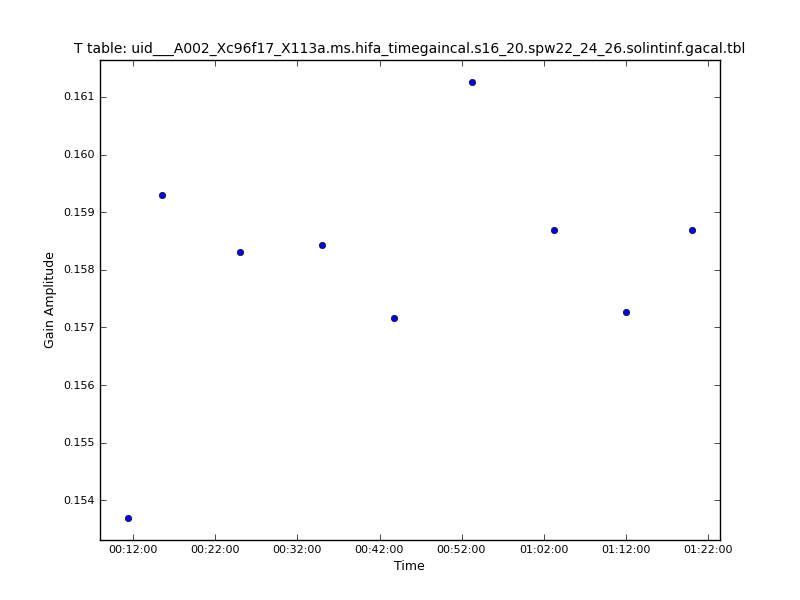 T table: uid___A002_Xc96f17_X113a.ms.hifa_timegaincal.s16_20.spw22_24_26.solintinf.gacal.tbl
0.161
0.160
0.159
0.158
0.157
0.156
0.155
0.154
Gain Amplitude
00:12:00 00:22:00 00:32:00 00:42:00 00:52:00 01:02:00 01:12:00 01:22:00
Time